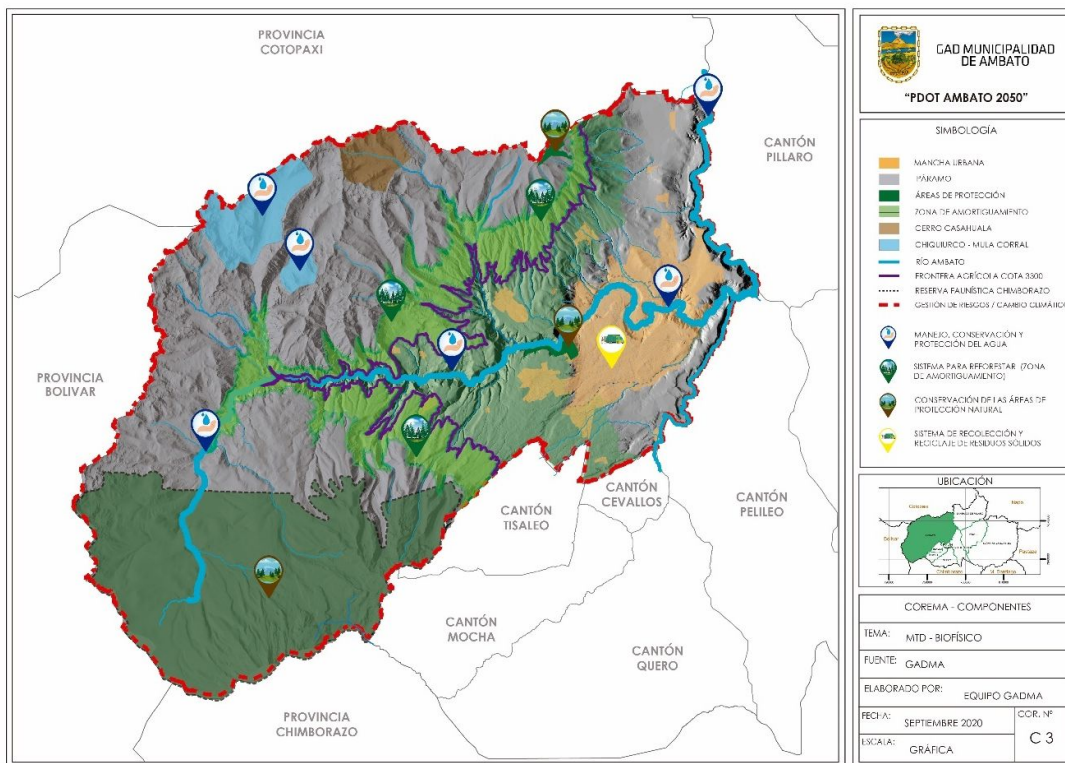 PROVINCIA
COTOPAXI
CANTÓN
PILLARO
PROVINCIA
BOLIVAR
CANTÓN
CEVALLOS
CANTÓN
TISALEO
CANTÓN
PELILEO
CANTÓN
MOCHA
CANTÓN
QUERO
PROVINCIA
CHIMBORAZO
GAD MUNICIPALIDAD
DE AMBATO
"PDOT AMBATO 2050"
SIMBOLOGÍA
MANCHA URBANA
PÁRAMO
ÁREAS DE PROTECCIÓN
ZONA DE AMORTIGUAMIENTO
CERRO CASAHUALA
CHIQUIURCO - MULA CORRAL
RÍO AMBATO
FRONTERA AGRÍCOLA COTA 3300
RESERVA FAUNÍSTICA CHIMBORAZO
GESTIÓN DE RIESGOS / CAMBIO CLIMÁTICO
MANEJO, CONSERVACIÓN Y
PROTECCIÓN DEL AGUA
SISTEMA PARA REFORESTAR (ZONA
DE AMORTIGUAMIENTO)
CONSERVACIÓN DE LAS ÁREAS DE
PROTECCIÓN NATURAL
SISTEMA DE RECOLECCIÓN Y
RECICLAJE DE RESIDUOS SÓLIDOS
UBICACIÓN
COREMA - COMPONENTES
TEMA: MTD - BIOFÍSICO
FUENTE: GADMA
ELABORADO POR: EQUIPO GADMA
FECHA: SEPTIEMBRE 2020
COR. Nº
C 3
ESCALA: GRÁFICA